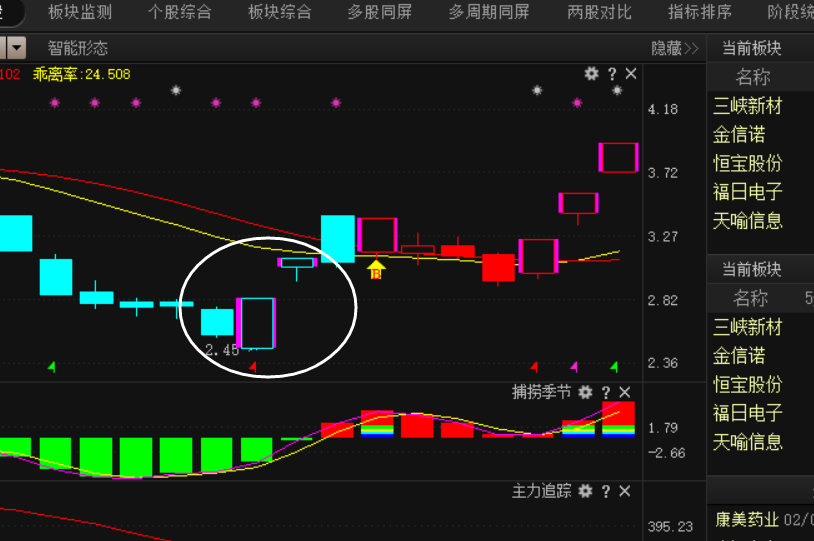 板块监测 个股综合 板块综合 多股同屏 多周期同屏 两股对比 指标排序 阶段统
智能形态 隐藏>> 当前板块
102 乖离率:24.508 ? ×
名称
4.18
三峡新材
金信诺
3.72
恒宝股份
福日电子
天喻信息
3.27
B
当前板块
2.82
名称 5
三峡新材
2.45
金信诺
2.36
恒宝股份
捕捞季节 ? ×
福日电子
1.79
天喻信息
-2.66
主力追踪 ? ×
康美药业 02/0
395.23